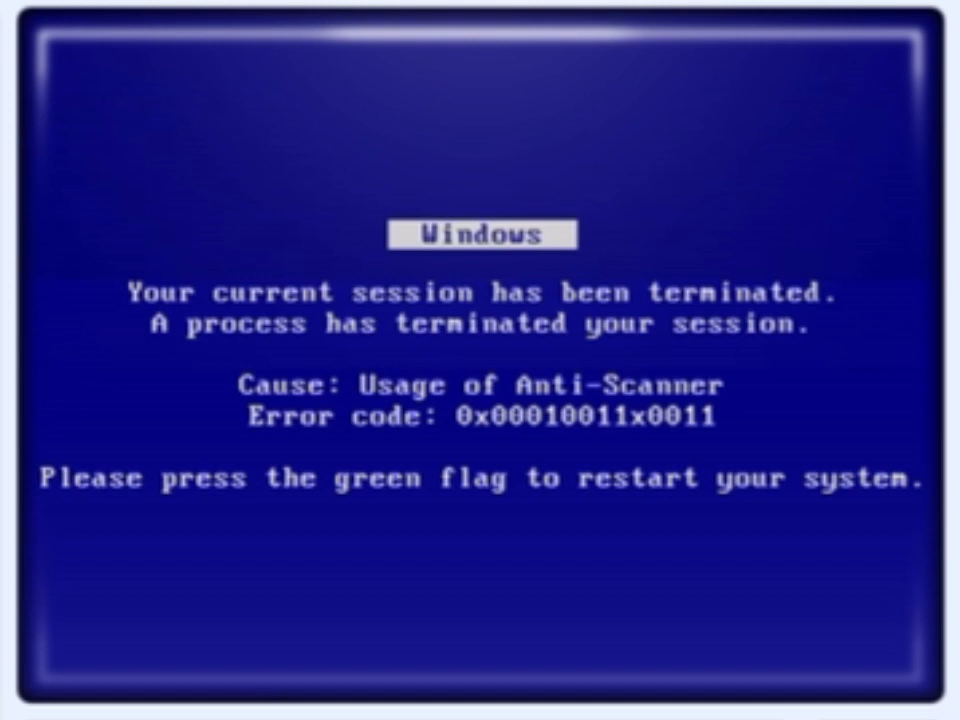 Windows
Your current session has been terminated.
A process has terminated your session.
Cause: Usage of Anti-Scanner
Error code: 0x00010011x0011
Please press the green flag to restart your system.